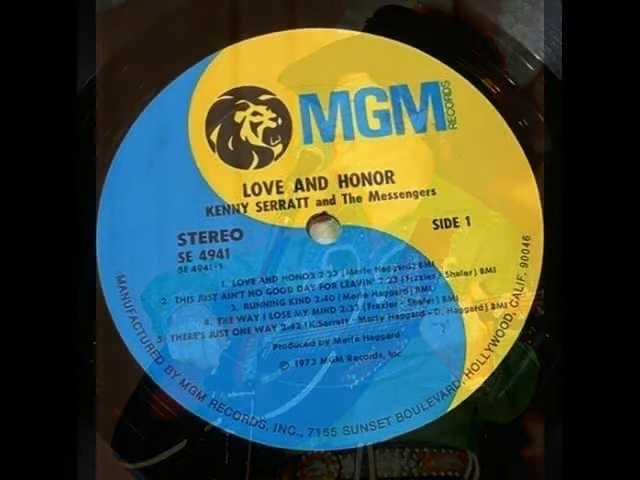 MGM RECORDS
LOVE AND HONOR
KENNY SERRATT and The Messengers
STEREO
SE 4941
SE 4941-1
SIDE 1
1. LOVE AND HONOR 2:32 (Merle Haggard) BMI
2. THIS JUST AIN'T NO GOOD DAY FOR LEAVIN' 2:23 (Frazier - Shafer) BMI
3. RUNNING KIND 2:40 (Merle Haggard) BMI
4. THE WAY I LOSE MY MIND 2:33 (Frazier - Shafer) BMI
5. THERE'S JUST ONE WAY 2:42 (K. Serratt - Marty Haggard - D. Haggard) BMI
Produced by Merle Haggard
© 1973 MGM Records, Inc.
MANUFACTURED BY MGM RECORDS, INC., 7165 SUNSET BOULEVARD, HOLLYWOOD, CALIF. 90046